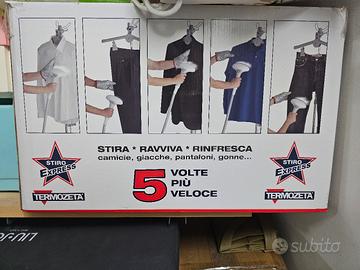 STIRA * RAVVIVA * RINFRESCA
camicie, giacche, pantaloni, gonne...
STIRO
EXPRESS
TERMOZETA
5 VOLTE
PIÙ
VELOCE
STIRO
EXPRESS
TERMOZETA
subito